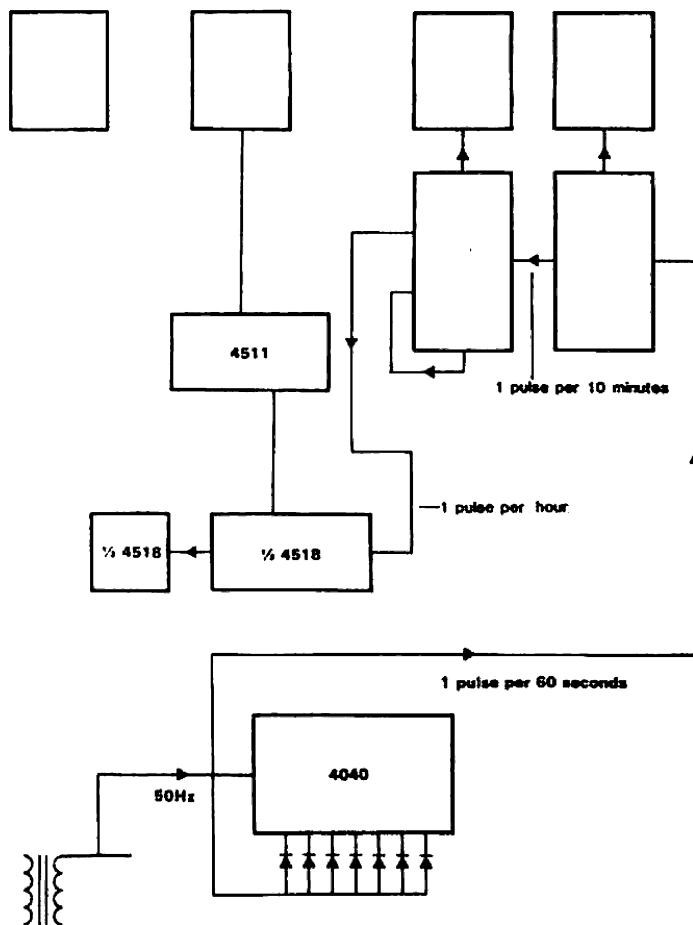 4511
1 pulse per 10 minutes
1 pulse per hour
½ 4518
½ 4518
1 pulse per 60 seconds
4040
50Hz